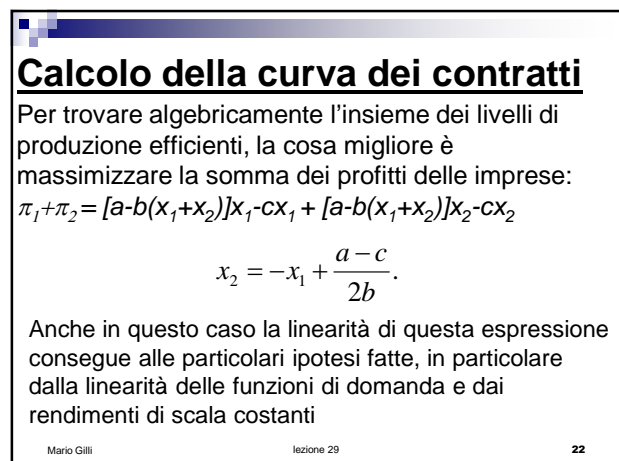 Calcolo della curva dei contratti
Per trovare algebricamente l’insieme dei livelli di
produzione efficienti, la cosa migliore è
massimizzare la somma dei profitti delle imprese:
π₁+π₂ = [a-b(x₁+x₂)]x₁-cx₁ + [a-b(x₁+x₂)]x₂-cx₂
x₂ = −x₁ + (a − c)/(2b).
Anche in questo caso la linearità di questa espressione
consegue alle particolari ipotesi fatte, in particolare
dalla linearità delle funzioni di domanda e dai
rendimenti di scala costanti
Mario Gilli lezione 29 22